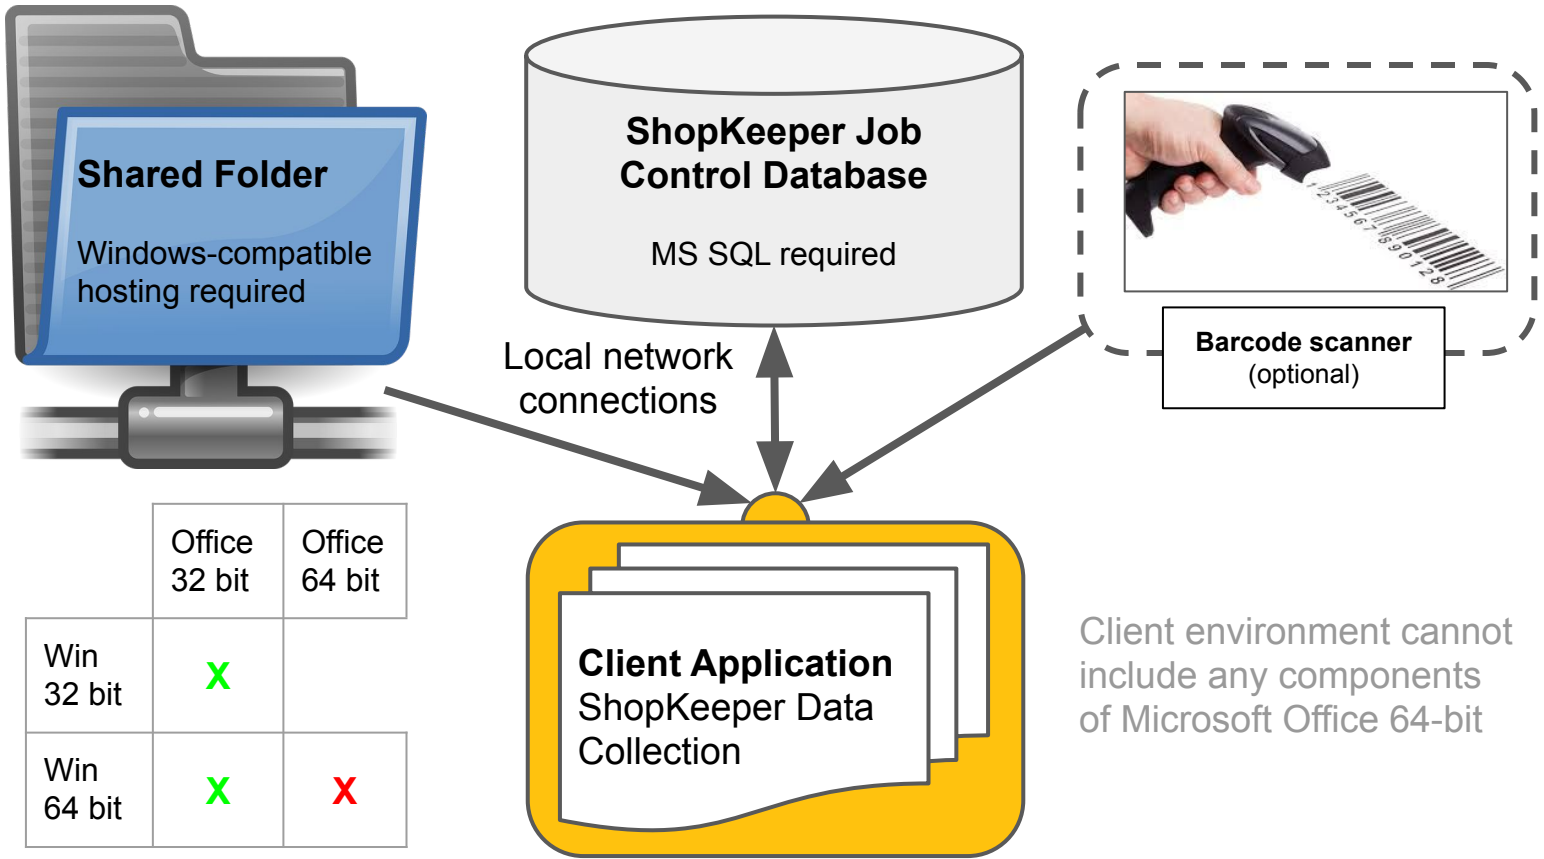 Shared Folder
Windows-compatible
hosting required
ShopKeeper Job
Control Database
MS SQL required
1234567890128
Barcode scanner
(optional)
Local network
connections
Office
32 bit
Office
64 bit
Win
32 bit
X
Win
64 bit
X
X
Client Application
ShopKeeper Data
Collection
Client environment cannot
include any components
of Microsoft Office 64-bit